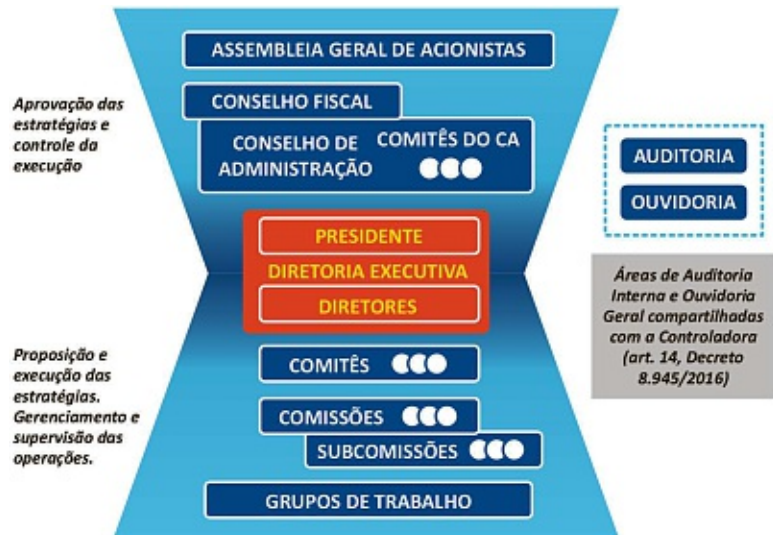 ASSEMBLEIA GERAL DE ACIONISTAS
Aprovação das
estratégias e
controle da
execução
CONSELHO FISCAL
CONSELHO DE
ADMINISTRAÇÃO
COMITÊS DO CA
AUDITORIA
OUVIDORIA
PRESIDENTE
DIRETORIA EXECUTIVA
DIRETORES
Áreas de Auditoria
Interna e Ouvidoria
Geral compartilhadas
com a Controladora
(art. 14, Decreto
8.945/2016)
Proposição e
execução das
estratégias.
Gerenciamento e
supervisão das
operações.
COMITÊS
COMISSÕES
SUBCOMISSÕES
GRUPOS DE TRABALHO